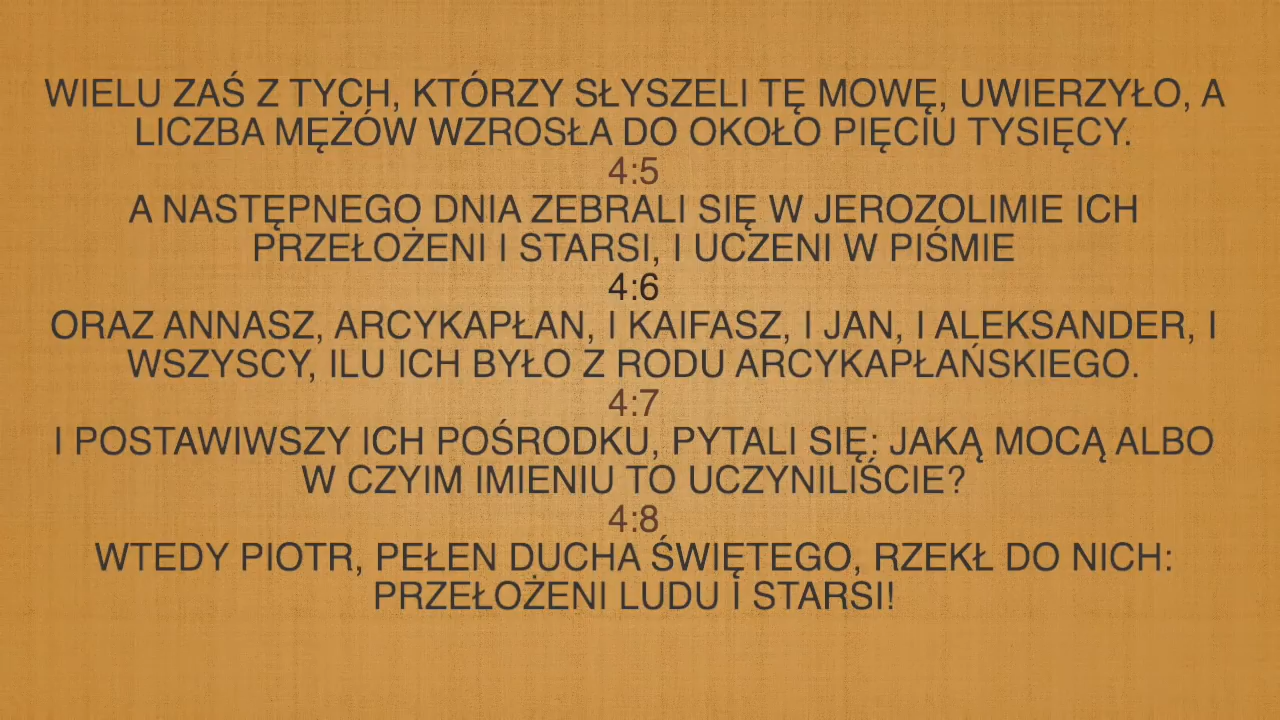 WIELU ZAŚ Z TYCH, KTÓRZY SŁYSZELI TĘ MOWĘ, UWIERZYŁO, A
LICZBA MĘŻÓW WZROSŁA DO OKOŁO PIĘCIU TYSIĘCY.
4:5
A NASTĘPNEGO DNIA ZEBRALI SIĘ W JEROZOLIMIE ICH
PRZEŁOŻENI I STARSI, I UCZENI W PIŚMIE
4:6
ORAZ ANNASZ, ARCYKAPŁAN, I KAIFASZ, I JAN, I ALEKSANDER, I
WSZYSCY, ILU ICH BYŁO Z RODU ARCYKAPŁAŃSKIEGO.
4:7
I POSTAWIWSZY ICH POŚRODKU, PYTALI SIĘ: JAKĄ MOCĄ ALBO
W CZYIM IMIENIU TO UCZYNILIŚCIE?
4:8
WTEDY PIOTR, PEŁEN DUCHA ŚWIĘTEGO, RZEKŁ DO NICH:
PRZEŁOŻENI LUDU I STARSI!